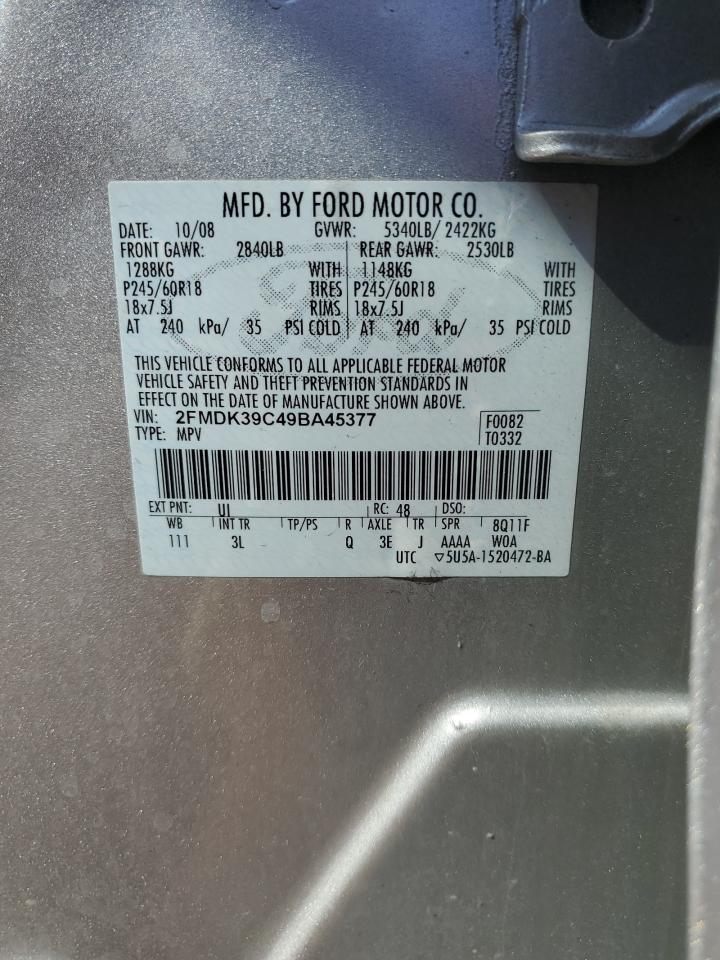 MFD. BY FORD MOTOR CO.
DATE: 10/08 GVWR: 5340LB/ 2422KG
FRONT GAWR: 2840LB REAR GAWR: 2530LB
1288KG WITH 1148KG WITH
P245/60R18 TIRES P245/60R18 TIRES
18x7.5J RIMS 18x7.5J RIMS
AT 240 kPa/ 35 PSI COLD AT 240 kPa/ 35 PSI COLD
THIS VEHICLE CONFORMS TO ALL APPLICABLE FEDERAL MOTOR
VEHICLE SAFETY AND THEFT PREVENTION STANDARDS IN
EFFECT ON THE DATE OF MANUFACTURE SHOWN ABOVE.
VIN: 2FMDK39C49BA45377 F0082
TYPE: MPV T0332
EXT PNT: UI RC: 48 DSO:
WB INT TR TP/PS R AXLE TR SPR 8Q11F
111 3L Q 3E J AAAA W0A
UTC ▽5U5A-1520472-BA